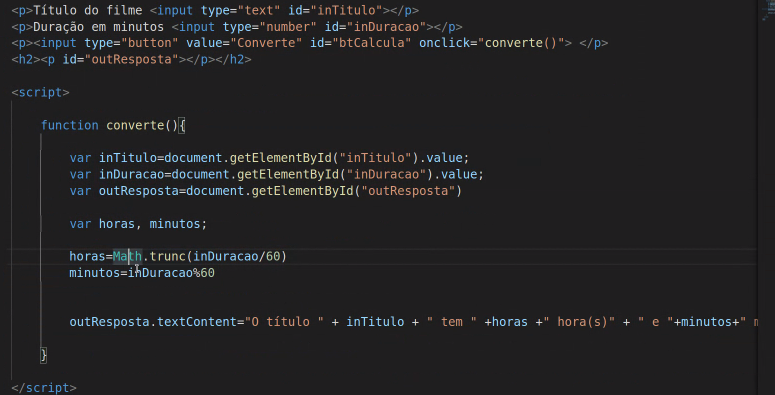 <p>Título do filme <input type="text" id="inTitulo"></p>
<p>Duração em minutos <input type="number" id="inDuracao"></p>
<p><input type="button" value="Converte" id="btCalcula" onclick="converte()"> </p>
<h2><p id="outResposta"></p></h2>
<script>
function converte(){
var inTitulo=document.getElementById("inTitulo").value;
var inDuracao=document.getElementById("inDuracao").value;
var outResposta=document.getElementById("outResposta")
var horas, minutos;
horas=Math.trunc(inDuracao/60)
minutos=inDuracao%60
outResposta.textContent="O título " + inTitulo + " tem " +horas +" hora(s)" + " e "+minutos+" m
}
</script>